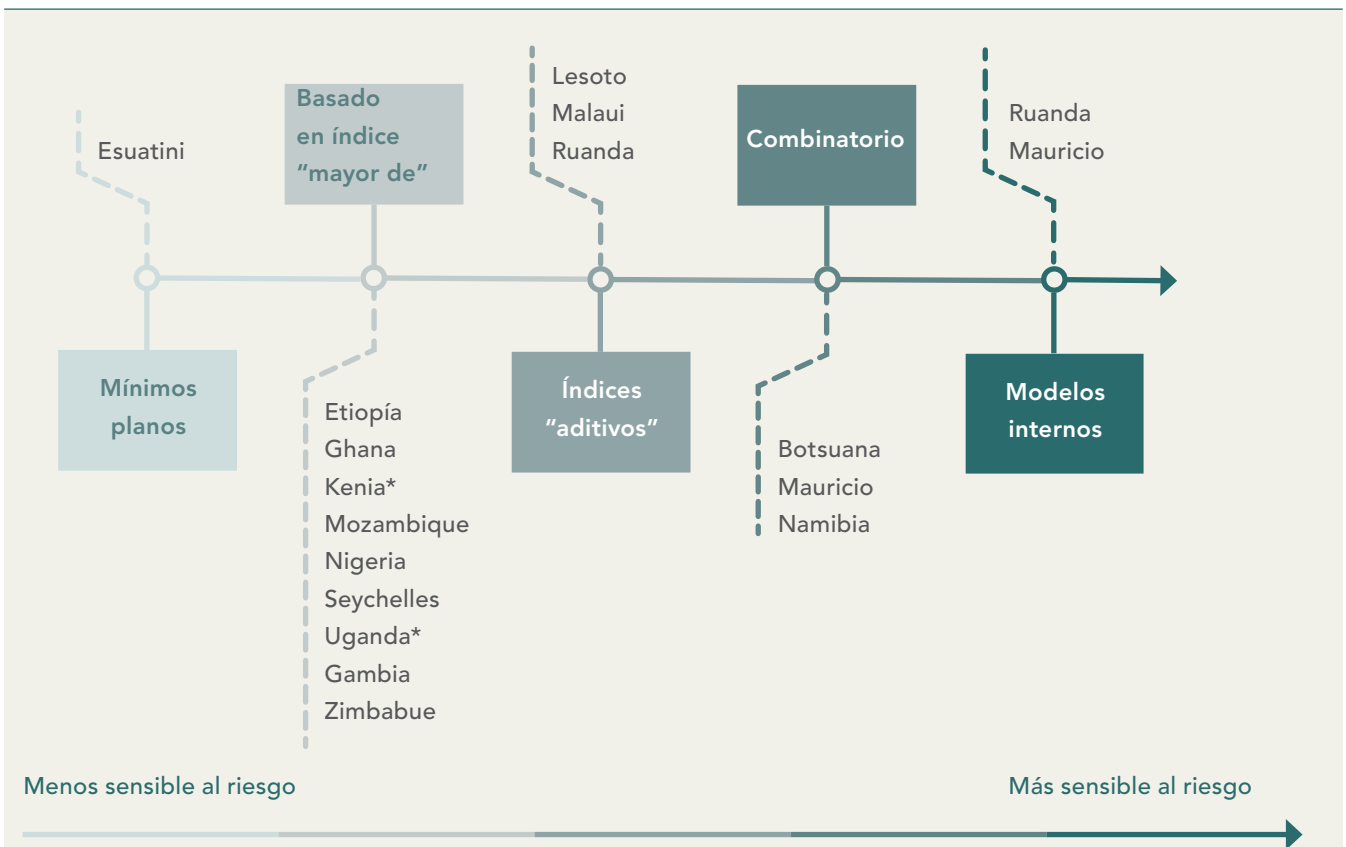 Esuatini
Mínimos
planos
Basado
en índice
“mayor de”
Etiopía
Ghana
Kenia*
Mozambique
Nigeria
Seychelles
Uganda*
Gambia
Zimbabue
Lesoto
Malaui
Ruanda
Índices
“aditivos”
Combinatorio
Botsuana
Mauricio
Namibia
Ruanda
Mauricio
Modelos
internos
Menos sensible al riesgo
Más sensible al riesgo